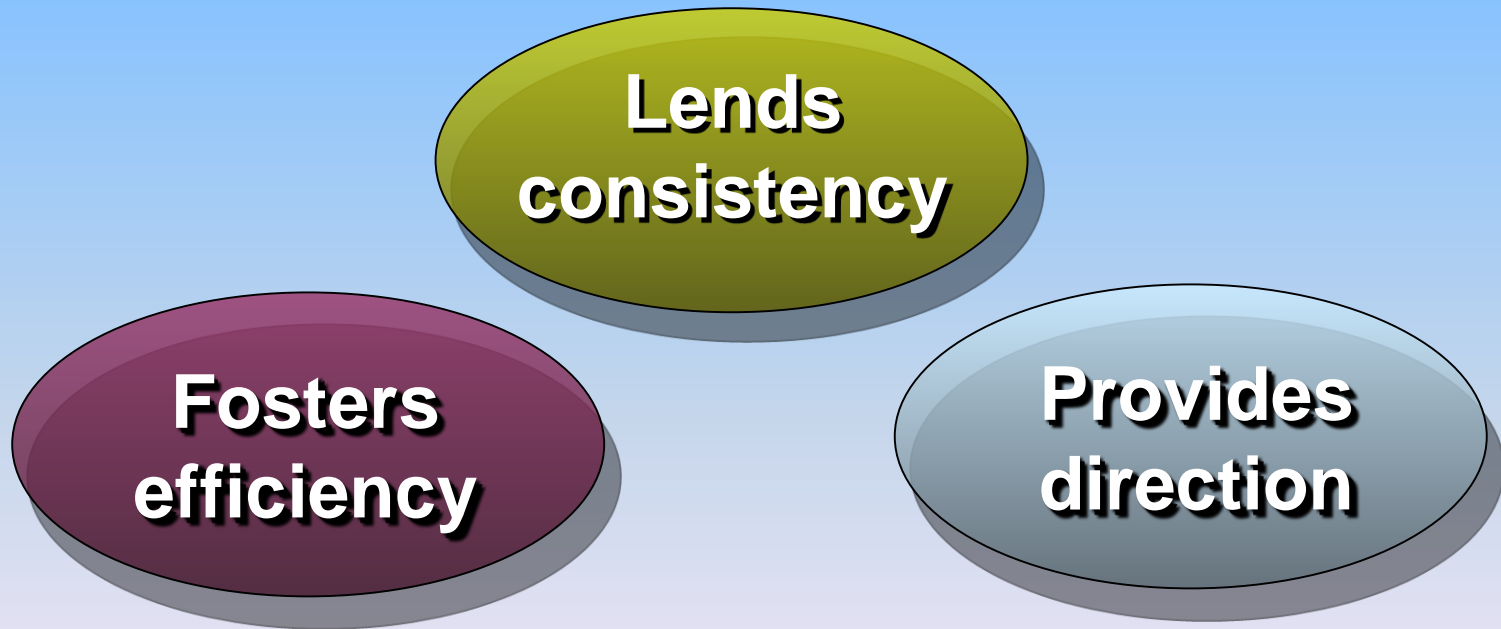 Lends
consistency
Fosters
efficiency
Provides
direction